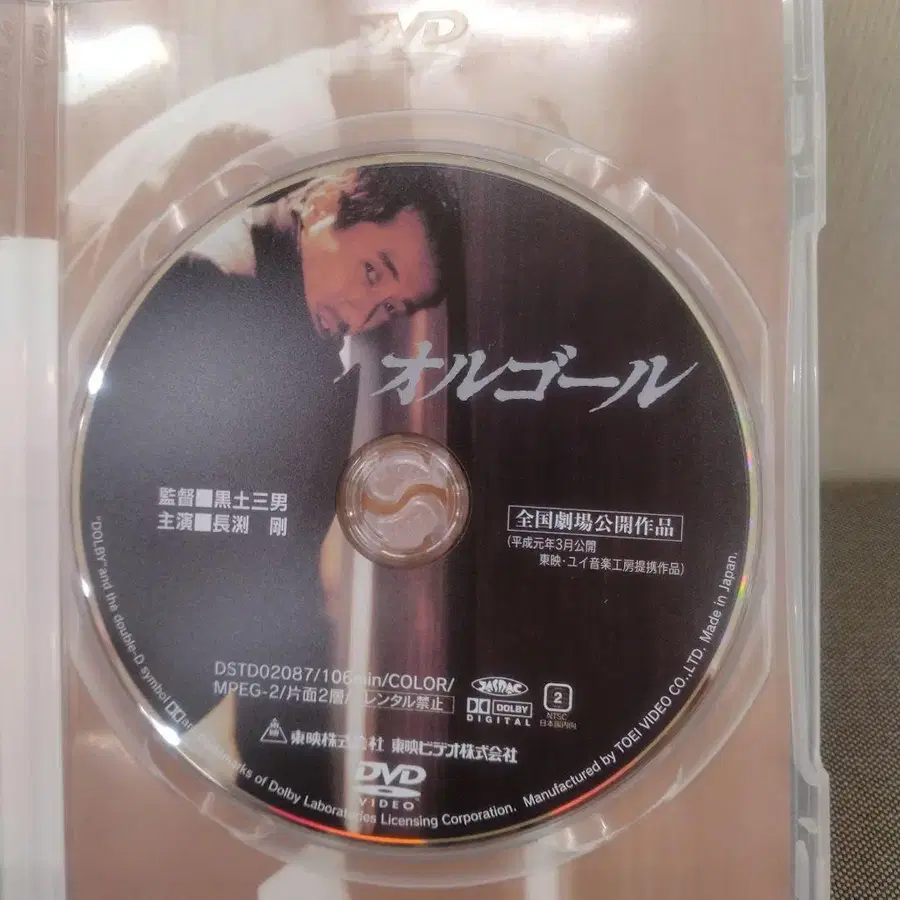 DVD
オルゴール
監督■黒土三男
主演■長渕 剛
全国劇場公開作品
(平成元年3月公開
東映・ユイ音楽工房提携作品)
DSTD02087/106min/COLOR/
MPEG-2/片面2層/レンタル禁止
JASRAC
DOLBY
DIGITAL
2
NTSC
日本国内向
東映株式会社 東映ビデオ株式会社
DVD
VIDEO
"DOLBY" and the double-D symbol are trademarks of Dolby Laboratories Licensing Corporation. Manufactured by TOEI VIDEO CO.,LTD. Made in Japan.